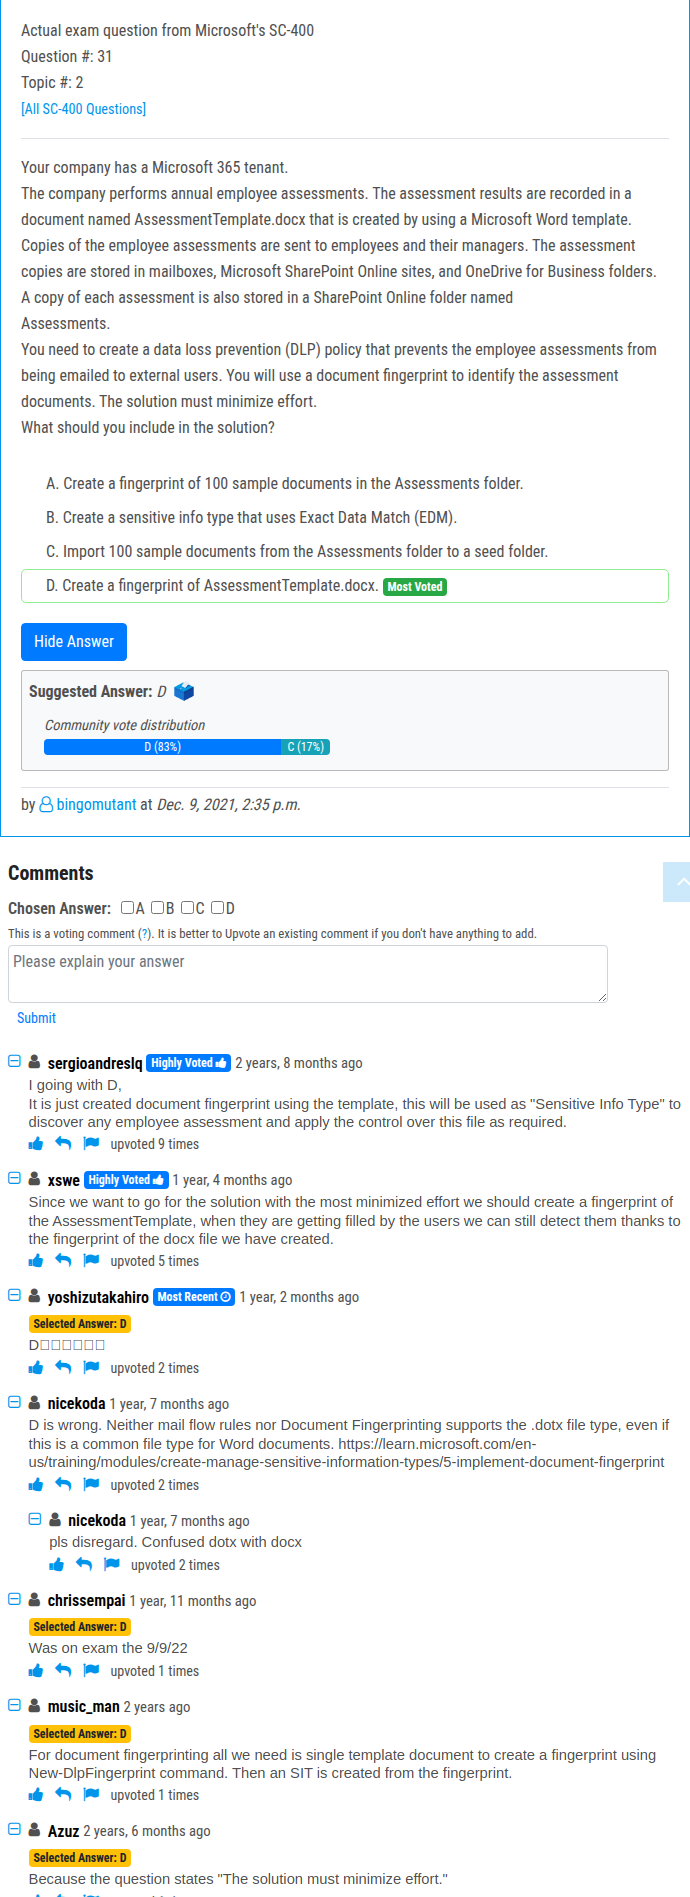 Actual exam question from Microsoft's SC-400
Question #: 31
Topic #: 2
[All SC-400 Questions]
Your company has a Microsoft 365 tenant.
The company performs annual employee assessments. The assessment results are recorded in a
document named AssessmentTemplate.docx that is created by using a Microsoft Word template.
Copies of the employee assessments are sent to employees and their managers. The assessment
copies are stored in mailboxes, Microsoft SharePoint Online sites, and OneDrive for Business folders.
A copy of each assessment is also stored in a SharePoint Online folder named
Assessments.
You need to create a data loss prevention (DLP) policy that prevents the employee assessments from
being emailed to external users. You will use a document fingerprint to identify the assessment
documents. The solution must minimize effort.
What should you include in the solution?
A. Create a fingerprint of 100 sample documents in the Assessments folder.
B. Create a sensitive info type that uses Exact Data Match (EDM).
C. Import 100 sample documents from the Assessments folder to a seed folder.
D. Create a fingerprint of AssessmentTemplate.docx. Most Voted
Hide Answer
Suggested Answer: D
Community vote distribution
D (83%) C (17%)
by bingomutant at Dec. 9, 2021, 2:35 p.m.
Comments
Chosen Answer: A B C D
This is a voting comment (?). It is better to Upvote an existing comment if you don't have anything to add.
Please explain your answer
Submit
sergioandreslq Highly Voted 2 years, 8 months ago
I going with D,
It is just created document fingerprint using the template, this will be used as "Sensitive Info Type" to
discover any employee assessment and apply the control over this file as required.
upvoted 9 times
xswe Highly Voted 1 year, 4 months ago
Since we want to go for the solution with the most minimized effort we should create a fingerprint of
the AssessmentTemplate, when they are getting filled by the users we can still detect them thanks to
the fingerprint of the docx file we have created.
upvoted 5 times
yoshizutakahiro Most Recent 1 year, 2 months ago
Selected Answer: D
D
upvoted 2 times
nicekoda 1 year, 7 months ago
D is wrong. Neither mail flow rules nor Document Fingerprinting supports the .dotx file type, even if
this is a common file type for Word documents. https://learn.microsoft.com/en-
us/training/modules/create-manage-sensitive-information-types/5-implement-document-fingerprint
upvoted 2 times
nicekoda 1 year, 7 months ago
pls disregard. Confused dotx with docx
upvoted 2 times
chrissempai 1 year, 11 months ago
Selected Answer: D
Was on exam the 9/9/22
upvoted 1 times
music_man 2 years ago
Selected Answer: D
For document fingerprinting all we need is single template document to create a fingerprint using
New-DlpFingerprint command. Then an SIT is created from the fingerprint.
upvoted 1 times
Azuz 2 years, 6 months ago
Selected Answer: D
Because the question states "The solution must minimize effort."